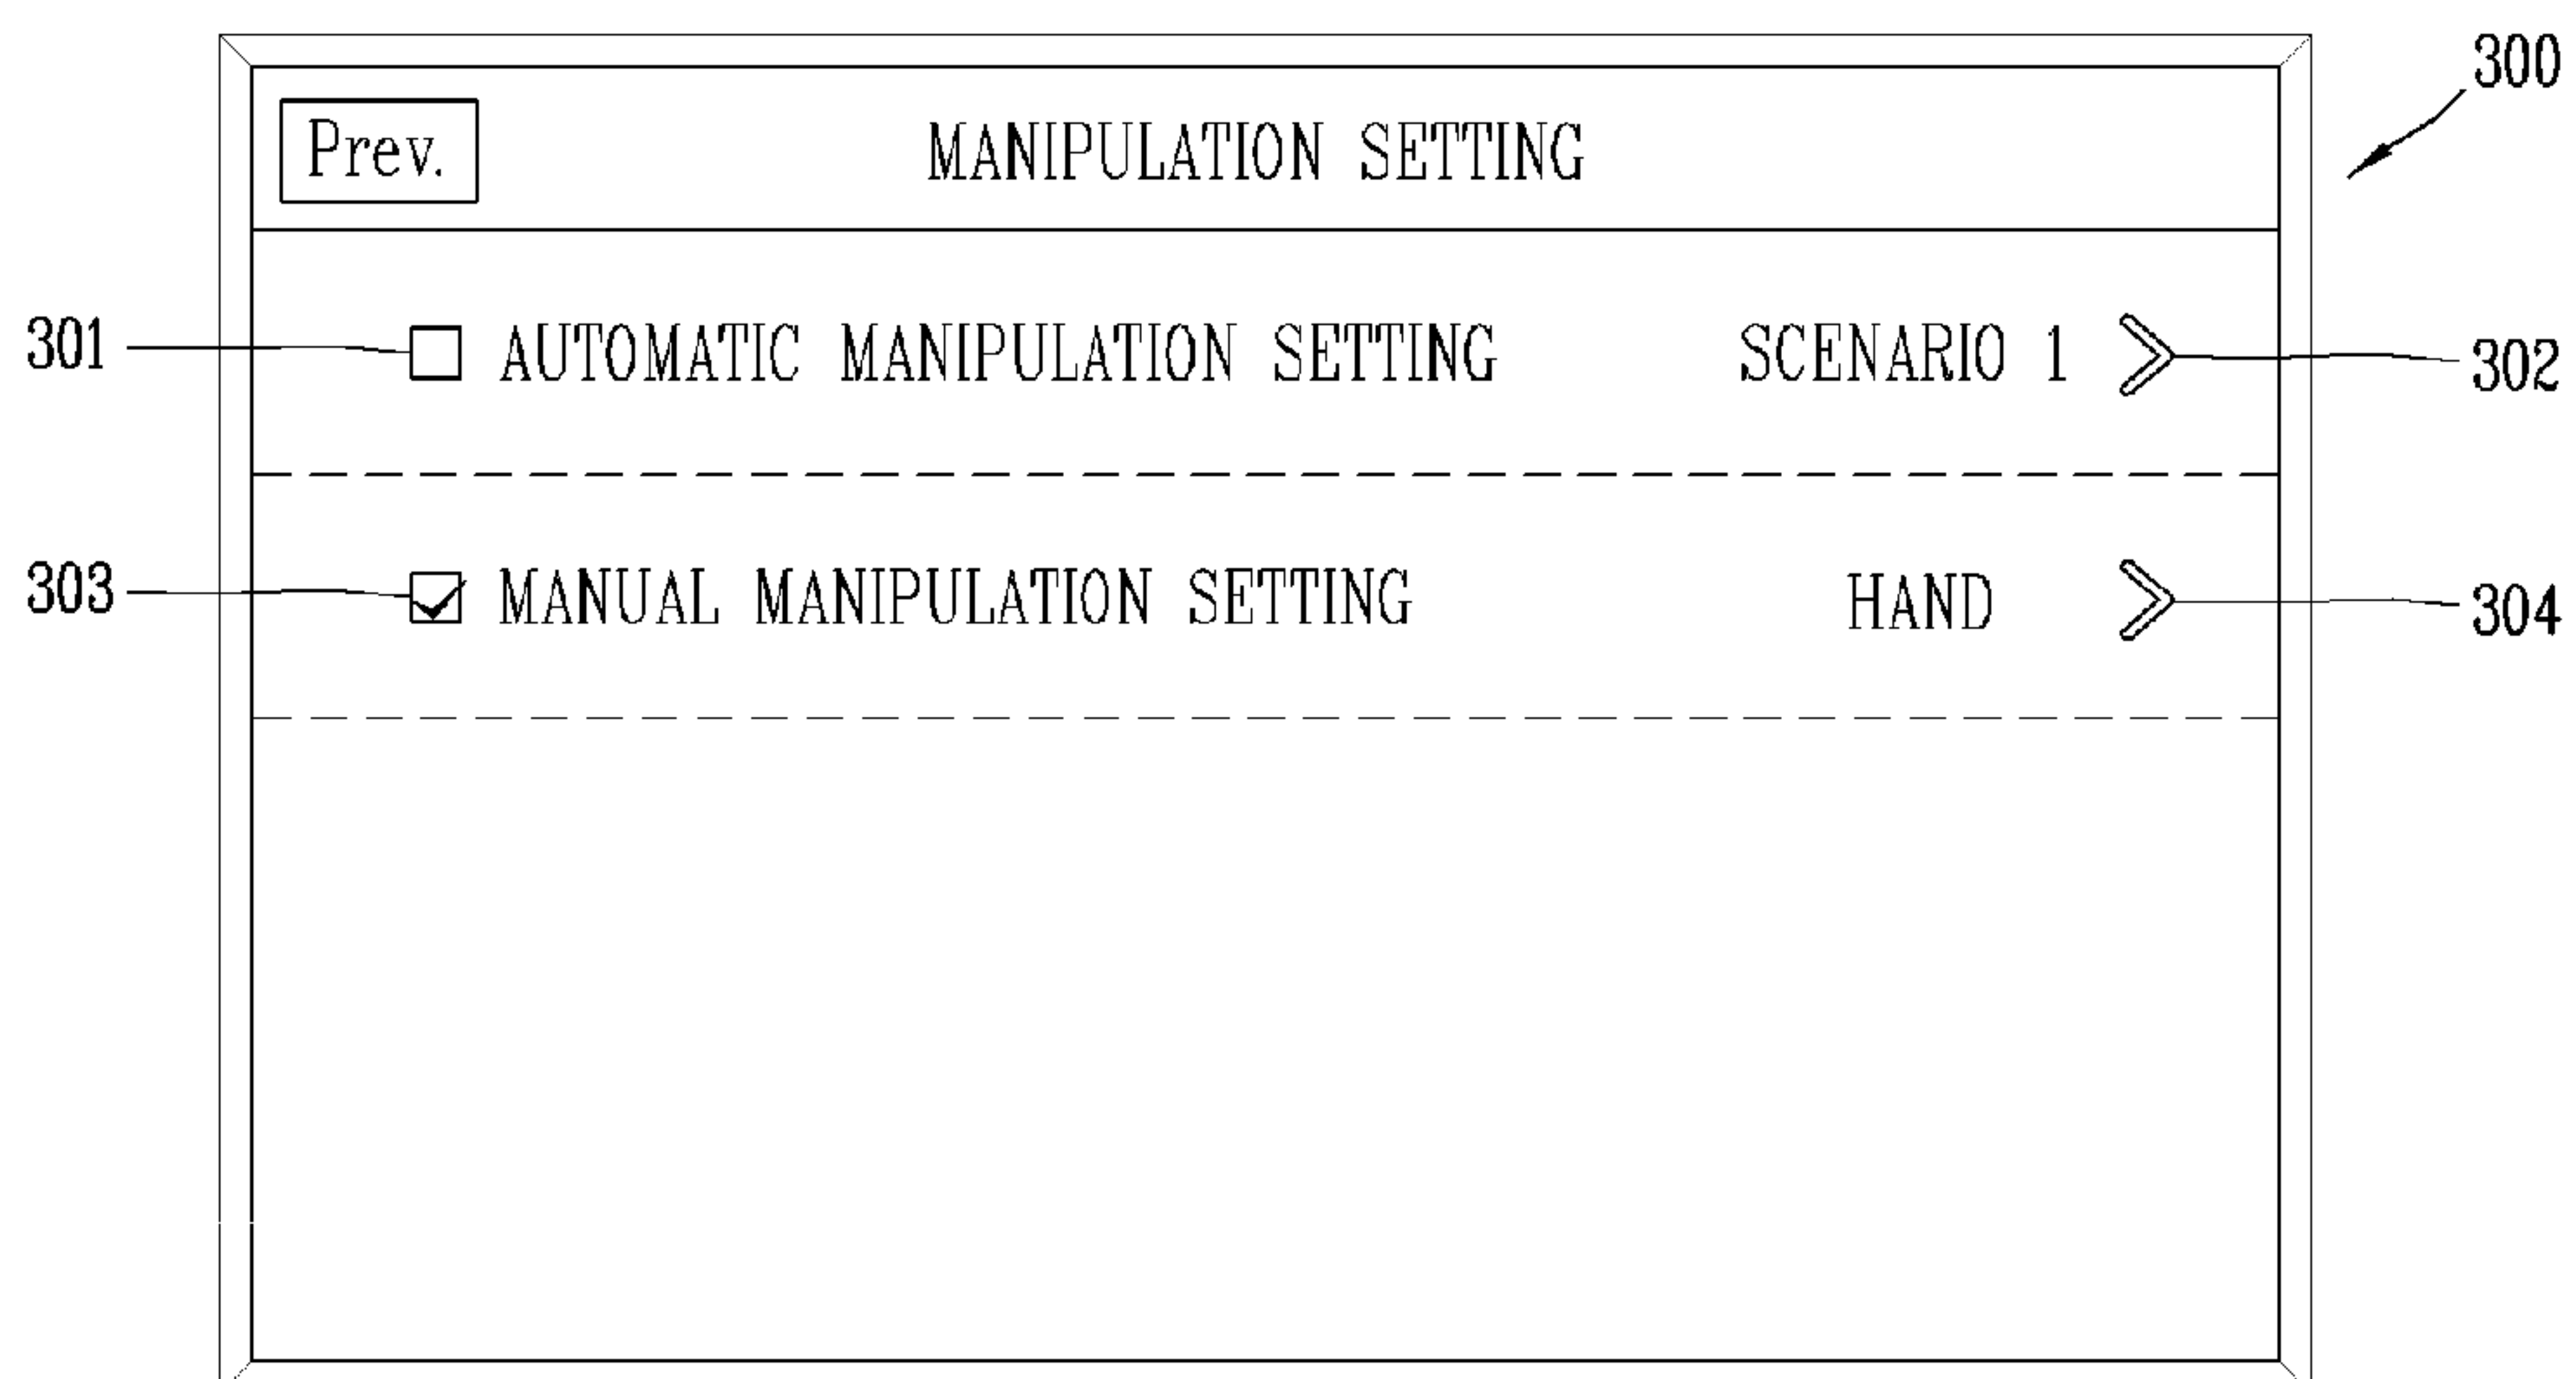 300
Prev. MANIPULATION SETTING
301 AUTOMATIC MANIPULATION SETTING SCENARIO 1 302
303 MANUAL MANIPULATION SETTING HAND 304